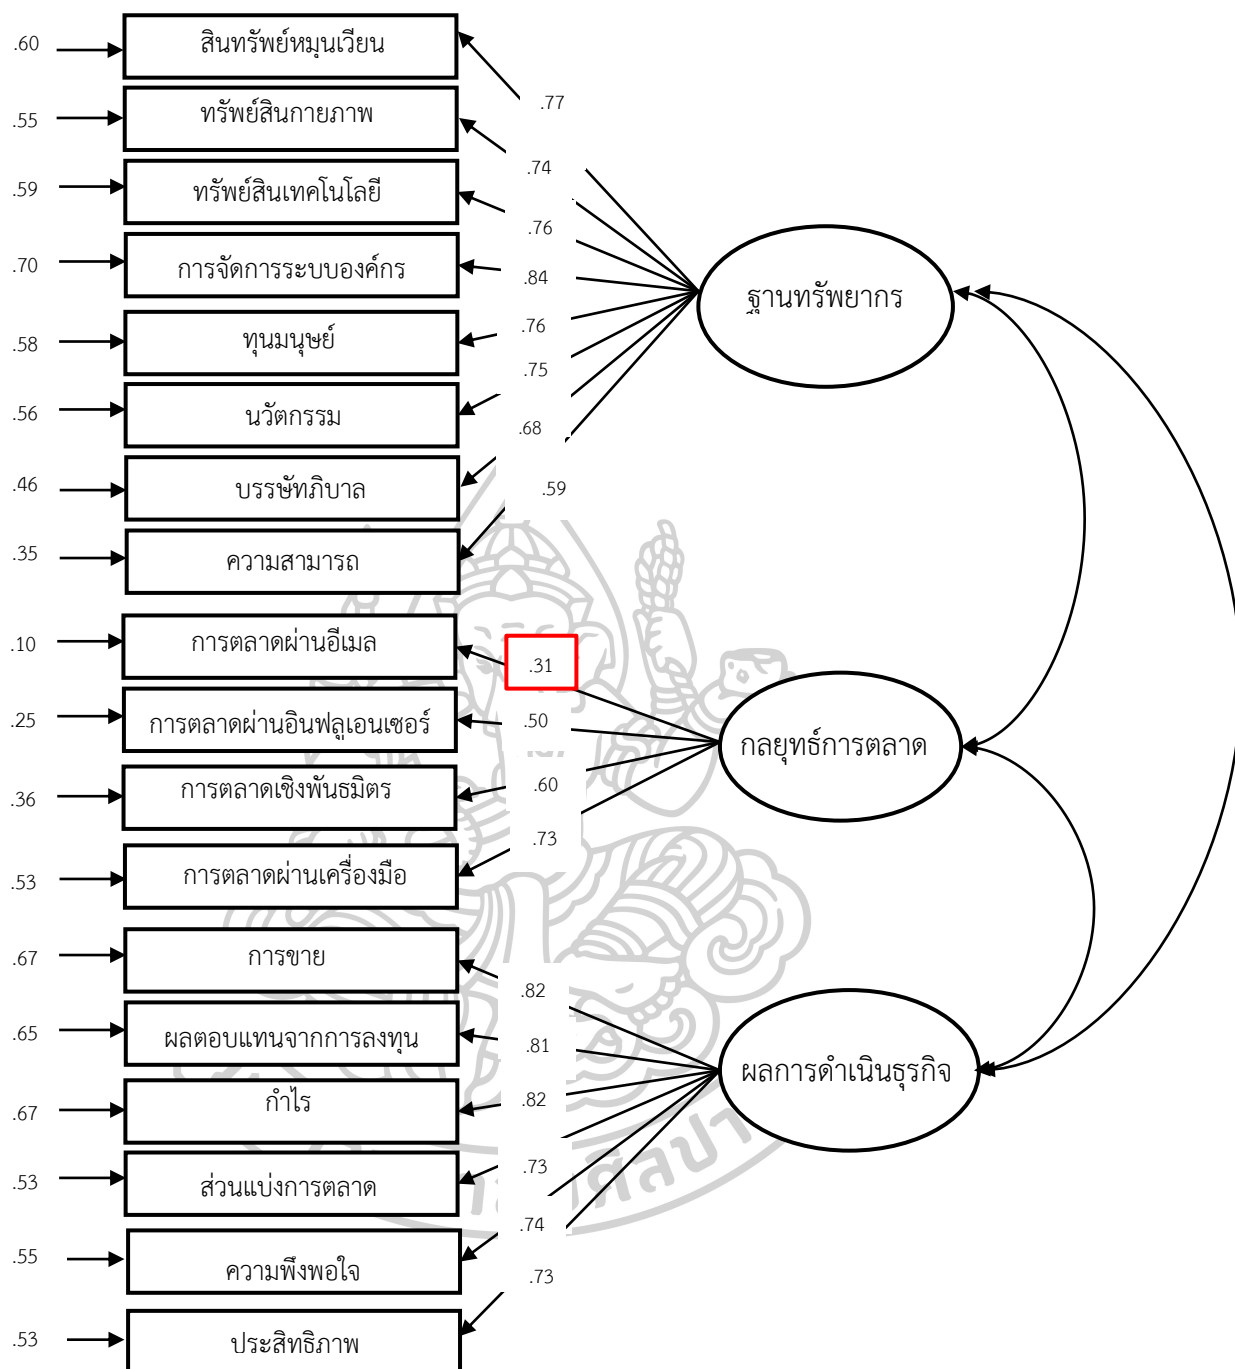 .60 สินทรัพย์หมุนเวียน .77
.55 ทรัพย์สินกายภาพ .74
.59 ทรัพย์สินเทคโนโลยี .76
.70 การจัดการระบบองค์กร .84
ฐานทรัพยากร
.58 ทุนมนุษย์ .76
.56 นวัตกรรม .75
.46 บรรษัทภิบาล .68
.35 ความสามารถ .59
.10 การตลาดผ่านอีเมล .31
.25 การตลาดผ่านอินฟลูเอนเซอร์ .50
กลยุทธ์การตลาด
.36 การตลาดเชิงพันธมิตร .60
.53 การตลาดผ่านเครื่องมือ .73
.67 การขาย .82
.65 ผลตอบแทนจากการลงทุน .81
ผลการดำเนินธุรกิจ
.67 กำไร .82
.53 ส่วนแบ่งการตลาด .73
.55 ความพึงพอใจ .74
.53 ประสิทธิภาพ .73